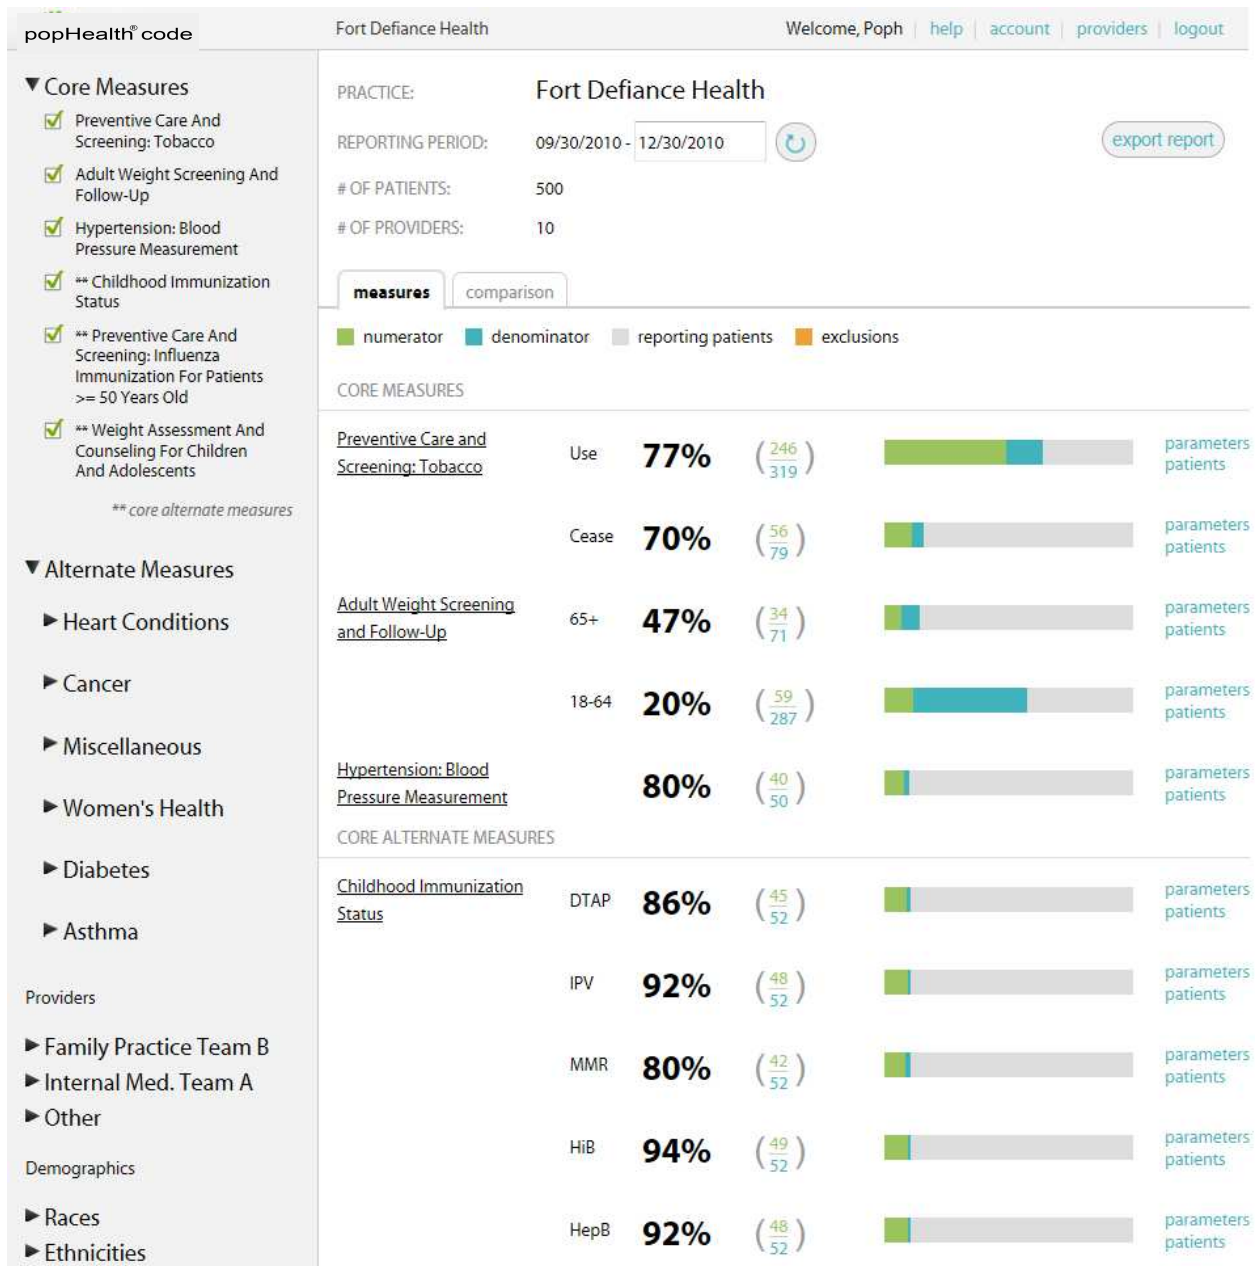 popHealth® code
Fort Defiance Health
Welcome, Poph | help | account | providers | logout
Core Measures
Preventive Care And
Screening: Tobacco
Adult Weight Screening And
Follow-Up
Hypertension: Blood
Pressure Measurement
** Childhood Immunization
Status
** Preventive Care And
Screening: Influenza
Immunization For Patients
>= 50 Years Old
** Weight Assessment And
Counseling For Children
And Adolescents
** core alternate measures
Alternate Measures
Heart Conditions
Cancer
Miscellaneous
Women's Health
Diabetes
Asthma
Providers
Family Practice Team B
Internal Med. Team A
Other
Demographics
Races
Ethnicities
PRACTICE: Fort Defiance Health
REPORTING PERIOD: 09/30/2010 - 12/30/2010
export report
# OF PATIENTS: 500
# OF PROVIDERS: 10
measures comparison
numerator denominator reporting patients exclusions
CORE MEASURES
Preventive Care and
Screening: Tobacco
Use 77% (246/319) parameters
patients
Cease 70% (56/79) parameters
patients
Adult Weight Screening
and Follow-Up
65+ 47% (34/71) parameters
patients
18-64 20% (59/287) parameters
patients
Hypertension: Blood
Pressure Measurement
80% (40/50) parameters
patients
CORE ALTERNATE MEASURES
Childhood Immunization
Status
DTAP 86% (45/52) parameters
patients
IPV 92% (48/52) parameters
patients
MMR 80% (42/52) parameters
patients
HiB 94% (49/52) parameters
patients
HepB 92% (48/52) parameters
patients